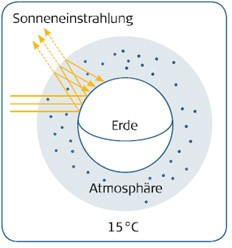 Sonneneinstrahlung
Erde
Atmosphäre
15°C